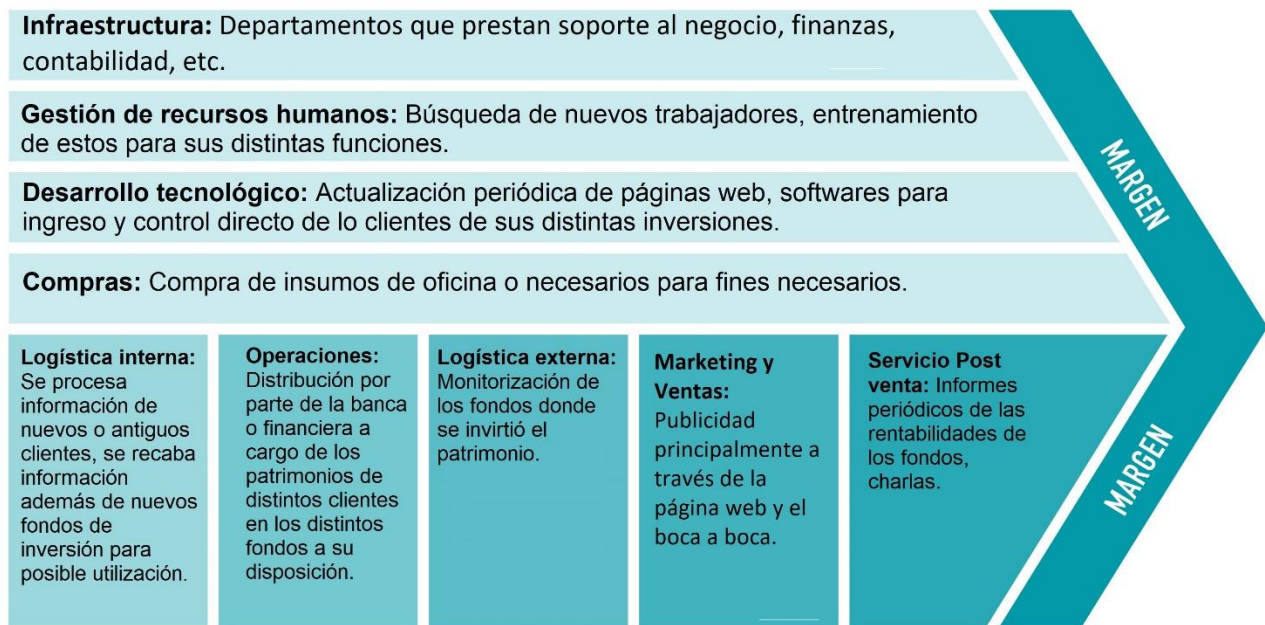 Infraestructura: Departamentos que prestan soporte al negocio, finanzas,
contabilidad, etc.
Gestión de recursos humanos: Búsqueda de nuevos trabajadores, entrenamiento
de estos para sus distintas funciones.
Desarrollo tecnológico: Actualización periódica de páginas web, softwares para
ingreso y control directo de lo clientes de sus distintas inversiones.
Compras: Compra de insumos de oficina o necesarios para fines necesarios.
MARGEN
Logística interna:
Se procesa
información de
nuevos o antiguos
clientes, se recaba
información
además de nuevos
fondos de
inversión para
posible utilización.
Operaciones:
Distribución por
parte de la banca
o financiera a
cargo de los
patrimonios de
distintos clientes
en los distintos
fondos a su
disposición.
Logística externa:
Monitorización de
los fondos donde
se invirtió el
patrimonio.
Marketing y
Ventas:
Publicidad
principalmente a
través de la
página web y el
boca a boca.
Servicio Post
venta: Informes
periódicos de las
rentabilidades de
los fondos,
charlas.
MARGEN